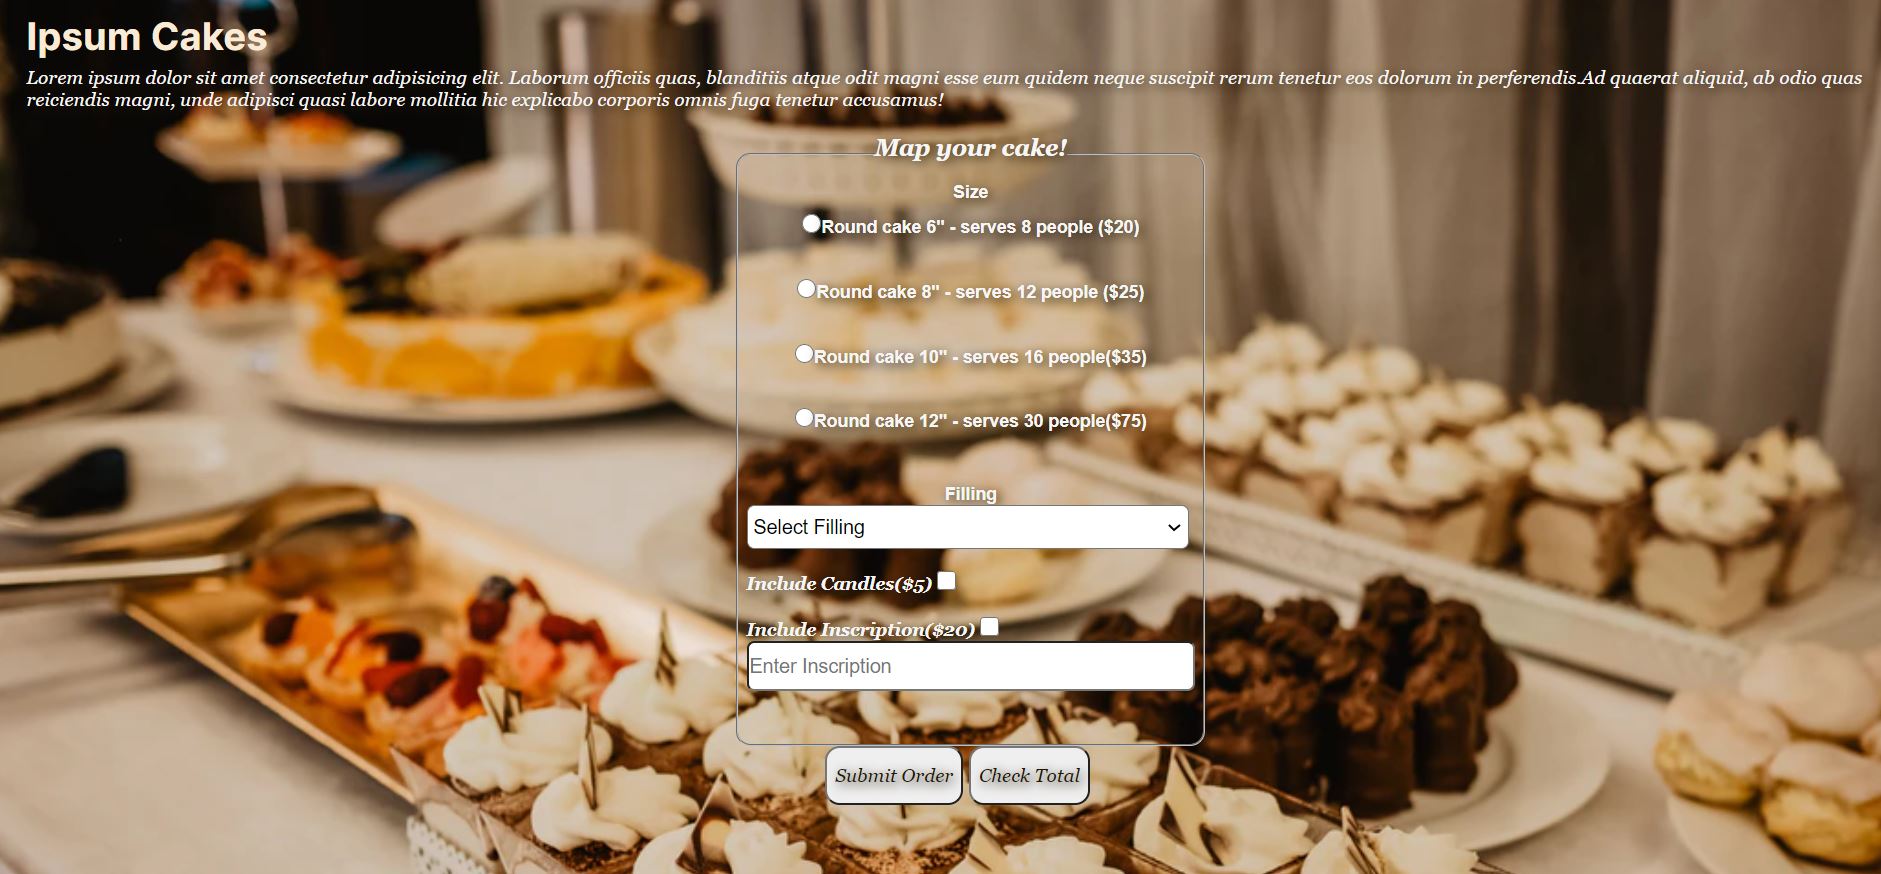 Ipsum Cakes
Lorem ipsum dolor sit amet consectetur adipisicing elit. Laborum officiis quas, blanditiis atque odit magni esse eum quidem neque suscipit rerum tenetur eos dolorum in perferendis.Ad quaerat aliquid, ab odio quas
reiciendis magni, unde adipisci quasi labore mollitia hic explicabo corporis omnis fuga tenetur accusamus!
Map your cake!
Size
Round cake 6" - serves 8 people ($20)
Round cake 8" - serves 12 people ($25)
Round cake 10" - serves 16 people($35)
Round cake 12" - serves 30 people($75)
Filling
Select Filling
Include Candles($5)
Include Inscription($20)
Enter Inscription
Submit Order Check Total